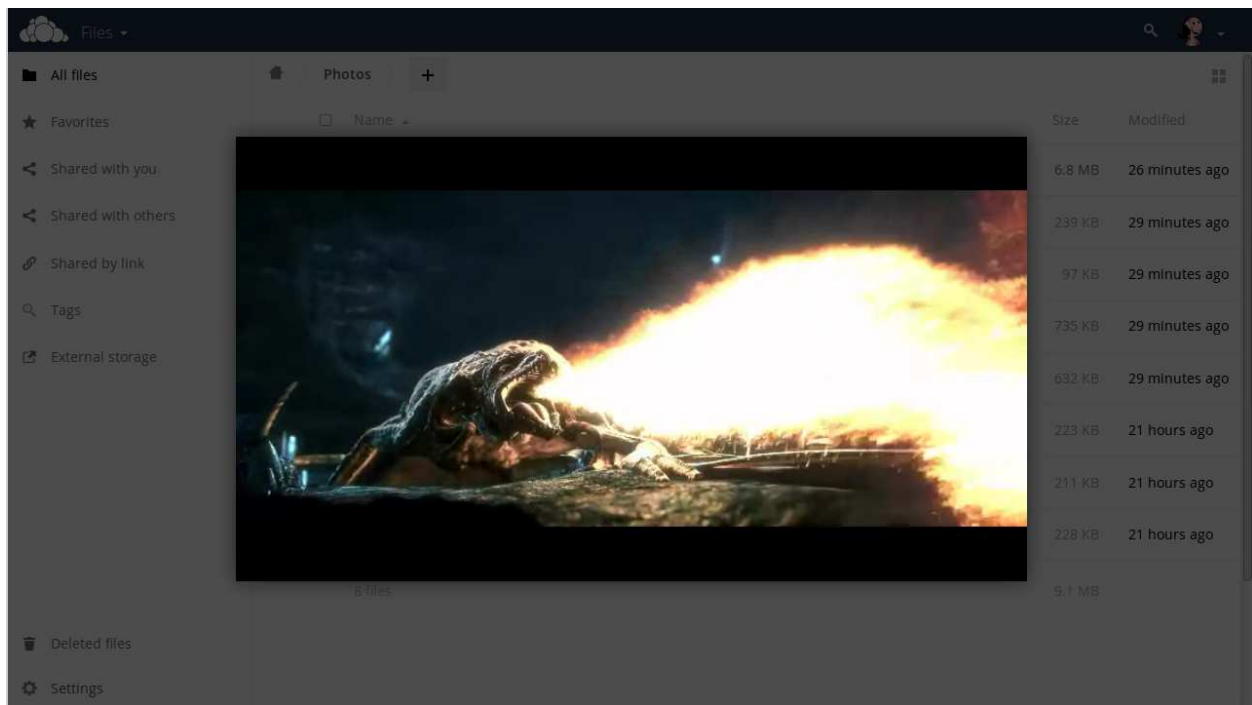 Files
All files
Photos +
Favorites
Name
Size
Modified
Shared with you
6.8 MB
26 minutes ago
Shared with others
239 KB
29 minutes ago
Shared by link
97 KB
29 minutes ago
Tags
735 KB
29 minutes ago
External storage
632 KB
29 minutes ago
223 KB
21 hours ago
211 KB
21 hours ago
228 KB
21 hours ago
8 files
9.1 MB
Deleted files
Settings